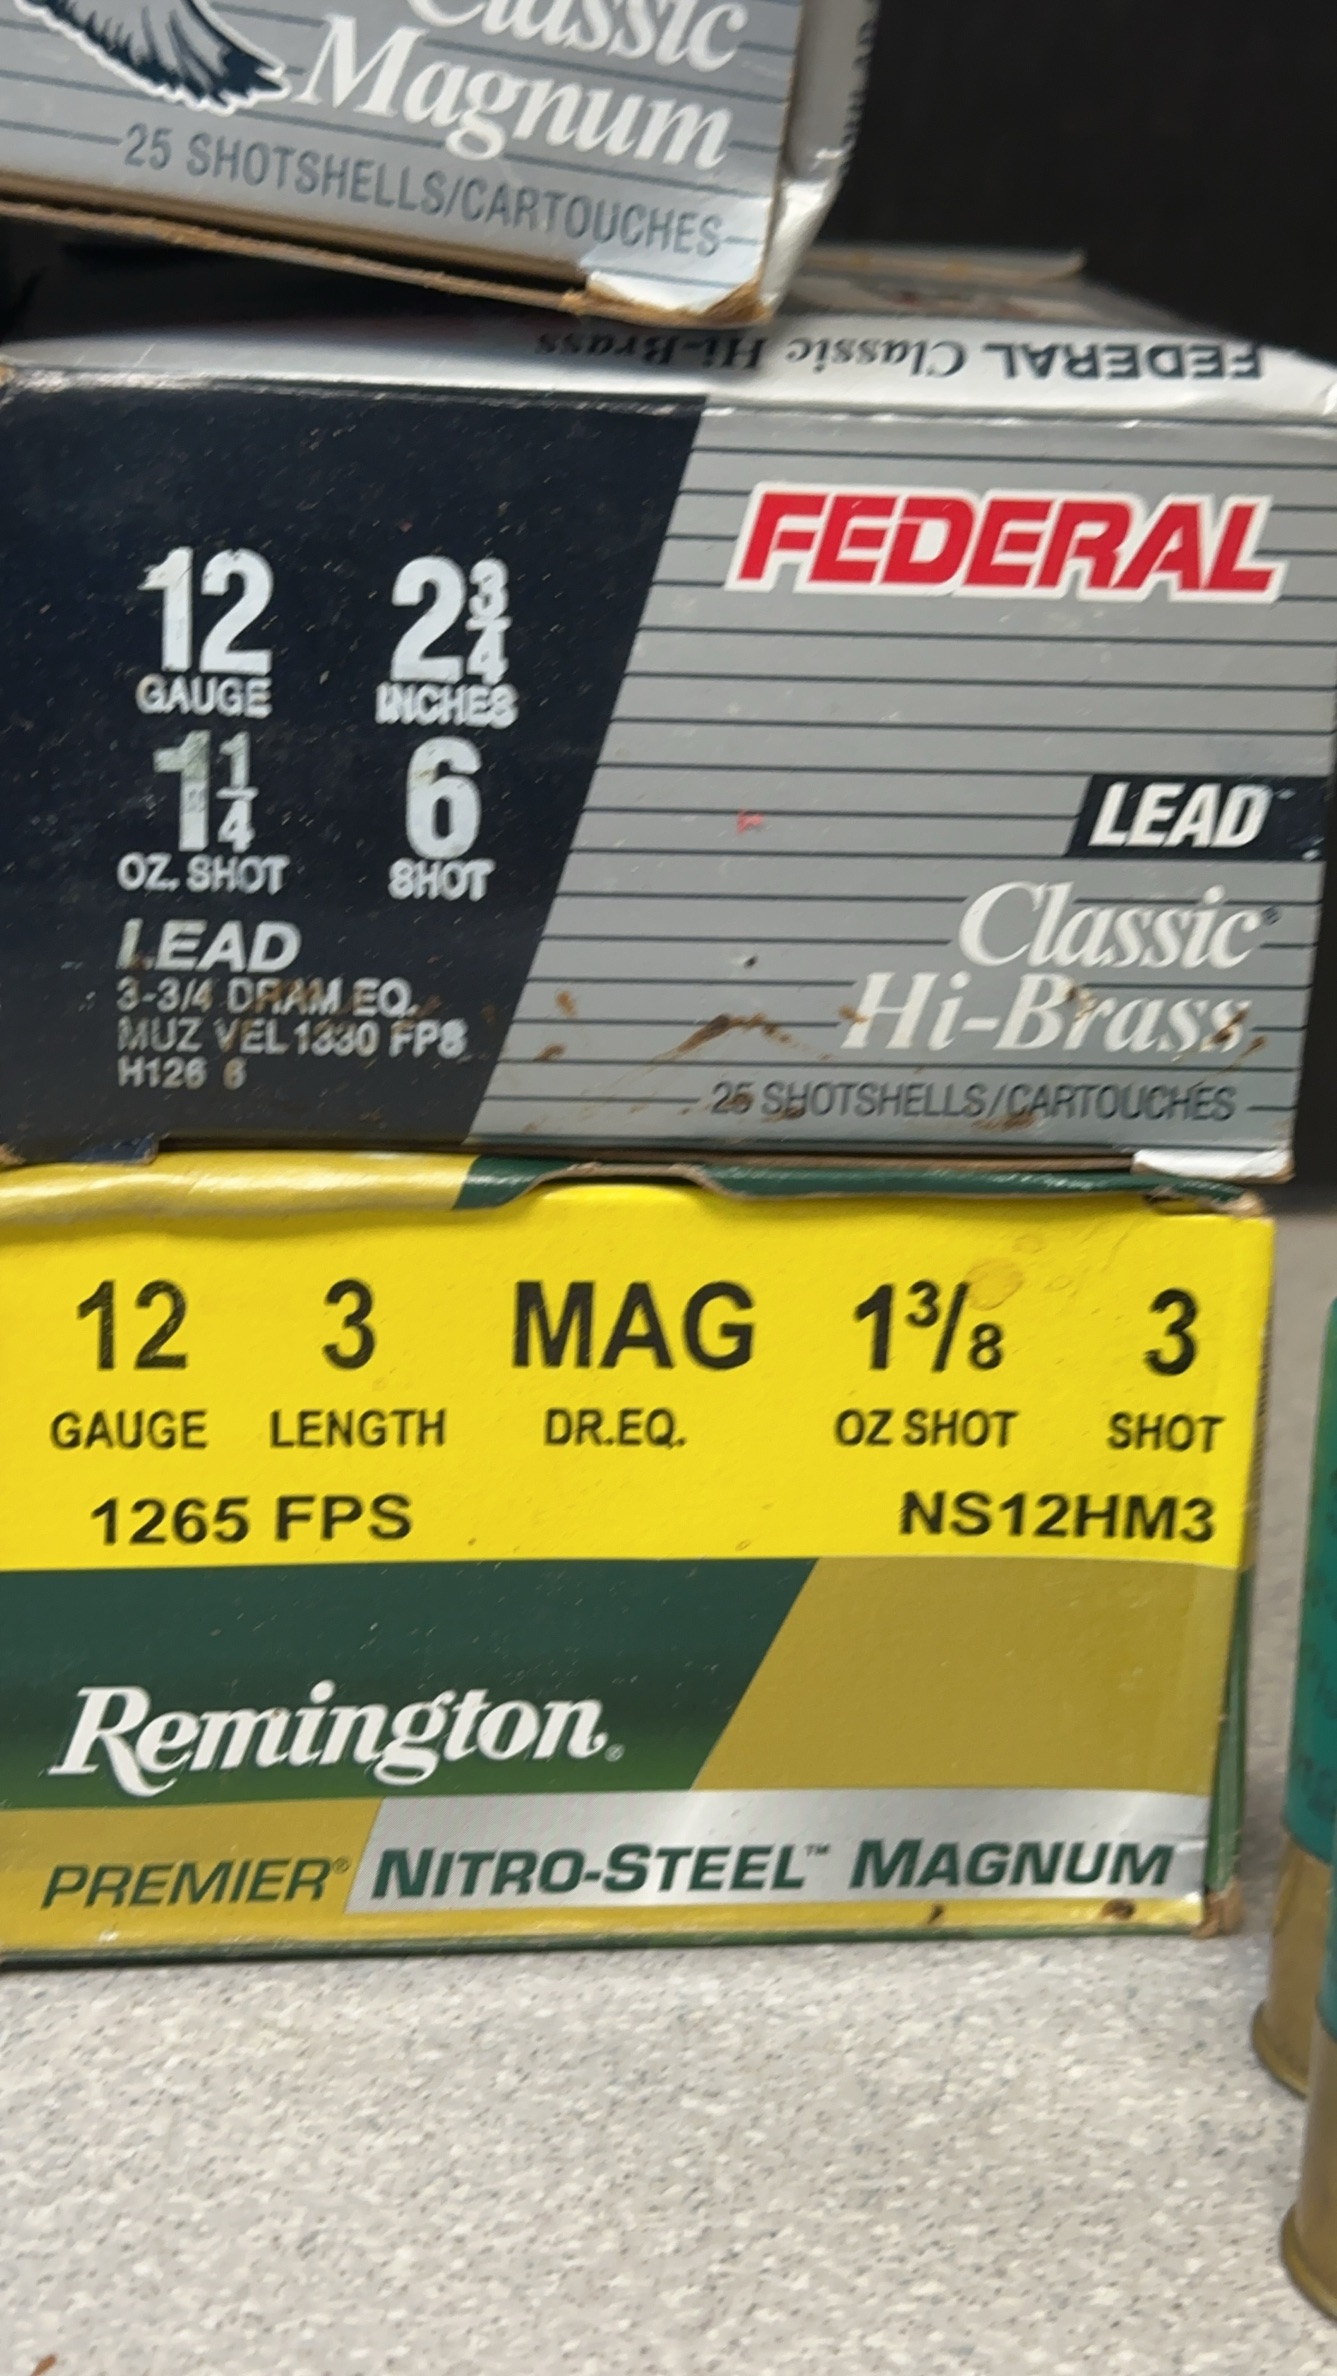 Classic
Magnum
25 SHOTSHELLS/CARTOUCHES
FEDERAL Classic Hi-Brass
FEDERAL
12 2 3/4
GAUGE INCHES
1 1/4 6
OZ. SHOT SHOT
LEAD
3-3/4 DRAM EQ.
MUZ VEL 1330 FPS
H126 6
LEAD™
Classic®
Hi-Brass
25 SHOTSHELLS/CARTOUCHES
12 3 MAG 1 3/8 3
GAUGE LENGTH DR.EQ. OZ SHOT SHOT
1265 FPS NS12HM3
Remington®
PREMIER® NITRO-STEEL™ MAGNUM